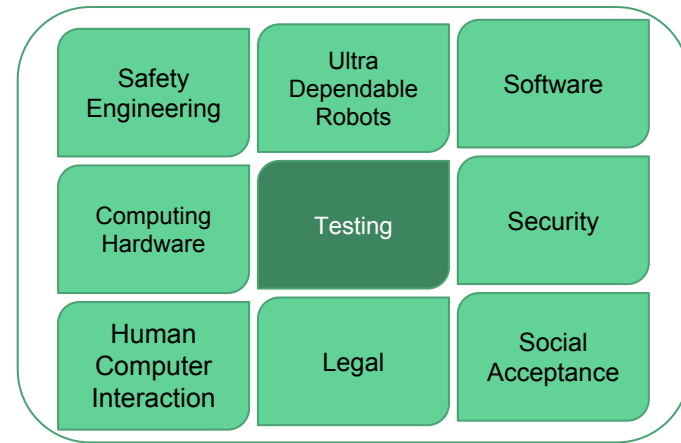 Safety
Engineering
Ultra
Dependable
Robots
Software
Computing
Hardware
Testing
Security
Human
Computer
Interaction
Legal
Social
Acceptance